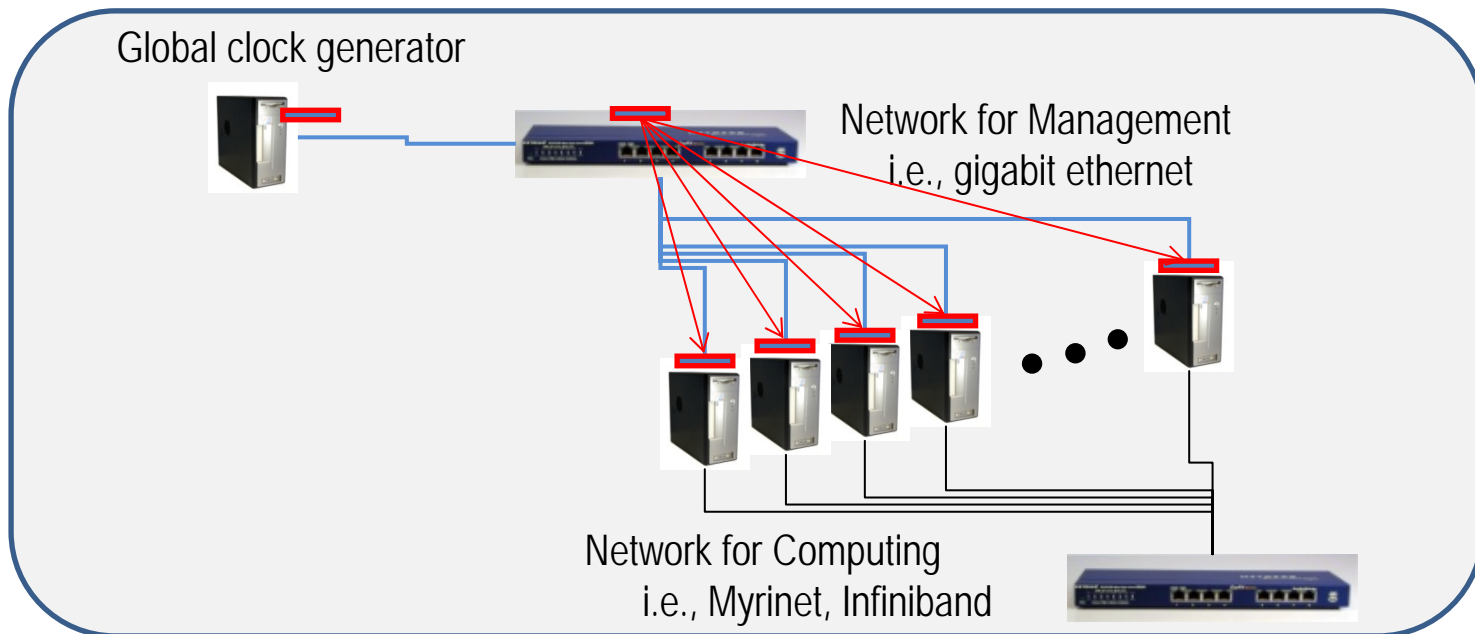 Global clock generator
Network for Management
i.e., gigabit ethernet
Network for Computing
i.e., Myrinet, Infiniband